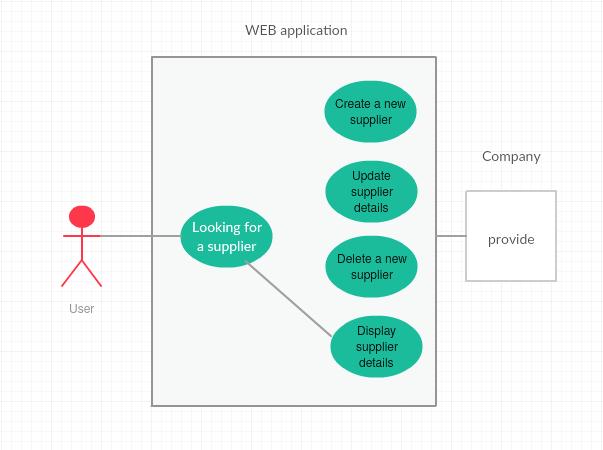 WEB application
Create a new
supplier
Update
supplier
details
Company
Looking for
a supplier
provide
Delete a new
supplier
User
Display
supplier
details